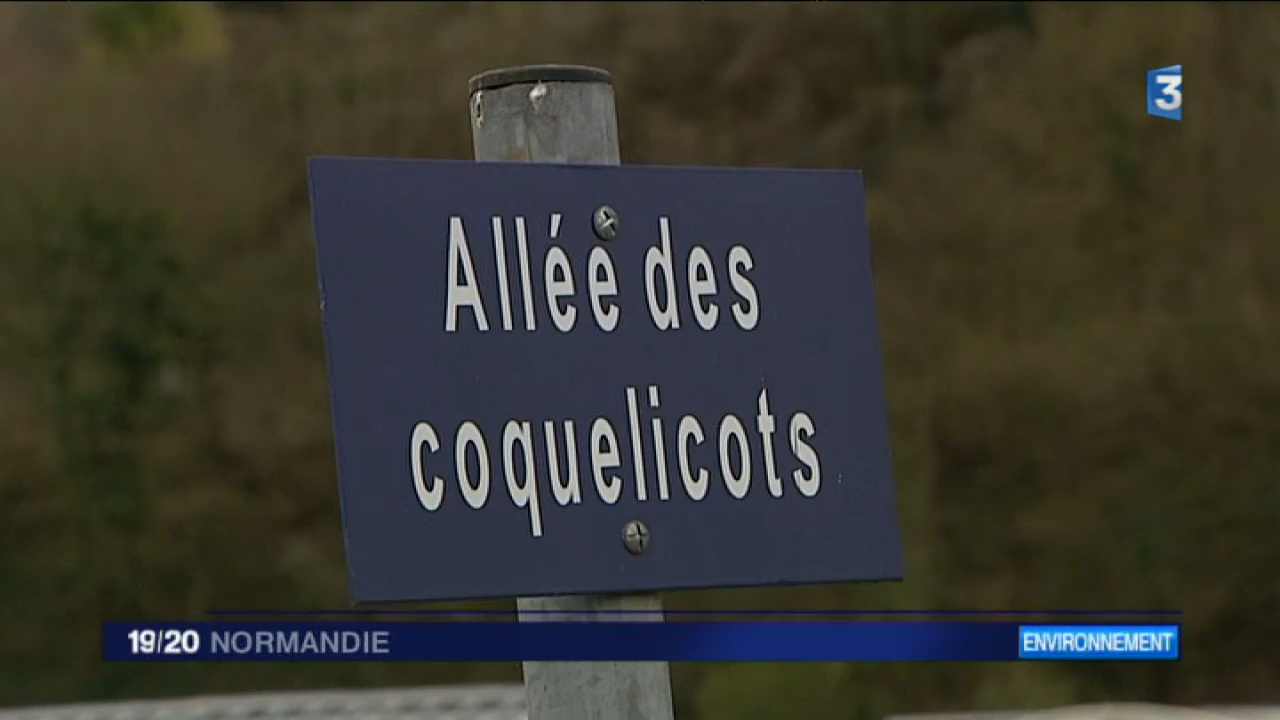 3
Allée des
coquelicots
19/20 NORMANDIE
ENVIRONNEMENT